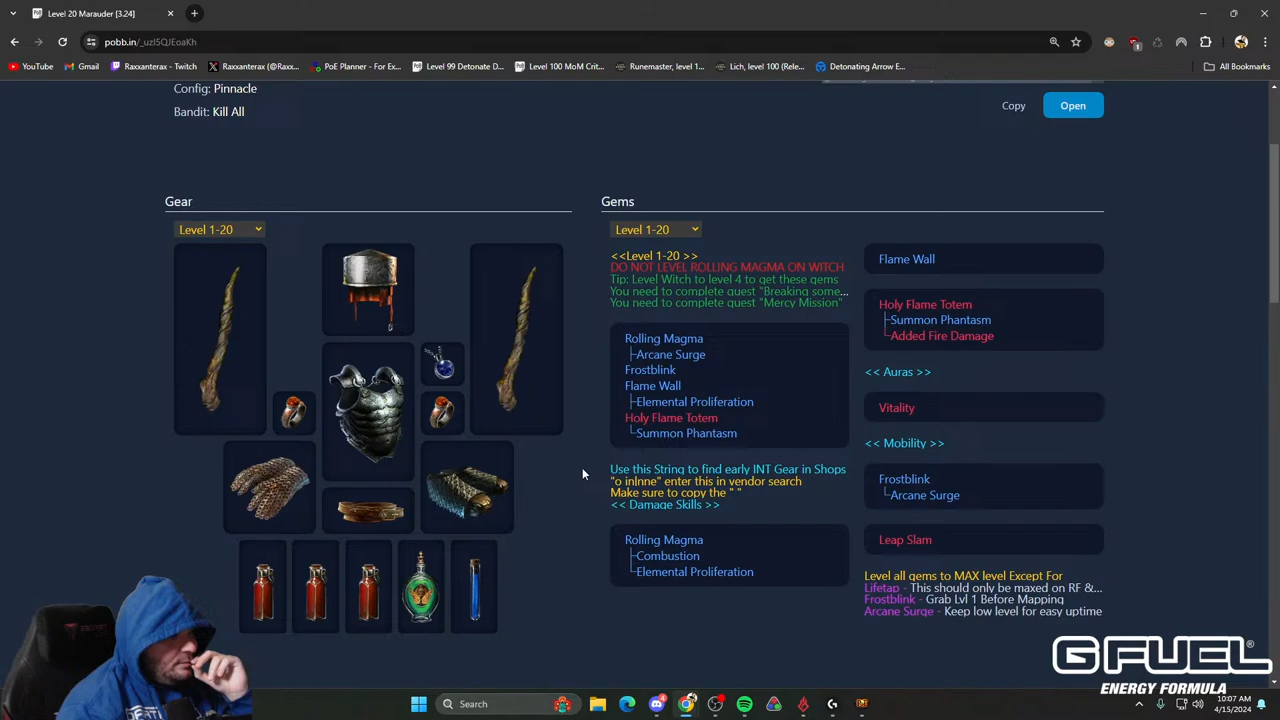 Level 20 Marauder [3.24]
pobb.in/_uzI5QJEoaKh
YouTube
Gmail
Raxxanterax - Twitch
Raxxanterax (@Raxx...
PoE Planner - For Ex...
Level 99 Detonate D...
Level 100 MoM Crit...
Runemaster, level 1...
Lich, level 100 (Rele...
Detonating Arrow E...
All Bookmarks
Config: Pinnacle
Bandit: Kill All
Copy
Open
Gear
Level 1-20
Gems
Level 1-20
<<Level 1-20 >>
DO NOT LEVEL ROLLING MAGMA ON WITCH
Tip: Level Witch to level 4 to get these gems
You need to complete quest "Breaking some...
You need to complete quest "Mercy Mission"
Rolling Magma
Arcane Surge
Frostblink
Flame Wall
Elemental Proliferation
Holy Flame Totem
Summon Phantasm
Use this String to find early INT Gear in Shops
"o in|nne" enter this in vendor search
Make sure to copy the " "
<< Damage Skills >>
Rolling Magma
Combustion
Elemental Proliferation
Flame Wall
Holy Flame Totem
Summon Phantasm
Added Fire Damage
<< Auras >>
Vitality
<< Mobility >>
Frostblink
Arcane Surge
Leap Slam
Level all gems to MAX level Except For
Lifetap - This should only be maxed on RF &...
Frostblink - Grab Lvl 1 Before Mapping
Arcane Surge - Keep low level for easy uptime
GFUEL®
ENERGY FORMULA
Search
10:07 AM
4/15/2024